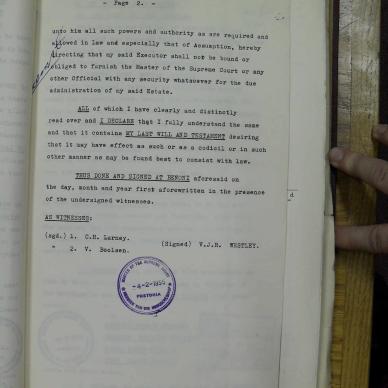 - Page 2. -
unto him all such powers and authority as are required and
allowed in Law and especially that of Assumption, hereby
directing that my said Executor shall not be bound or
obliged to furnish the Master of the Supreme Court or any
other Official with any security whatsoever for the due
administration of my said Estate.
ALL of which I have clearly and distinctly
read over and I DECLARE that I fully understand the same
and that it contains MY LAST WILL AND TESTAMENT desiring
that it may have effect as such or as a codicil or in such
other manner as may be found best to consist with law.
THUS DONE AND SIGNED AT BENONI aforesaid on
the day, month and year first aforewritten in the presence
of the undersigned witnesses.
AS WITNESSES:
(sgd.) 1. C.H. Larney.
(Signed) W.J.R. WESTLEY.
" 2. V. Booisen.
MASTER OF THE SUPREME COURT
-4-2-1955
PRETORIA
d